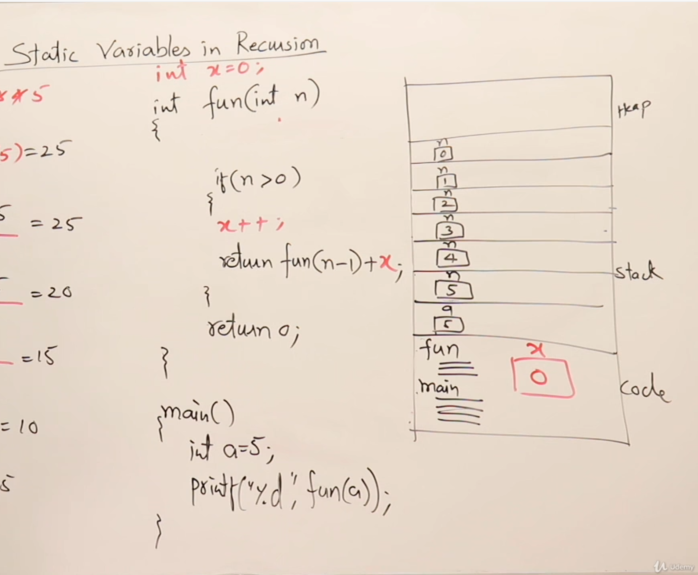 Static Variables in Recursion
int x=0;
5
int fun(int n)
{
5)=25
if(n>0)
{
x++;
= 25
return fun(n-1)+x;
= 20
}
return 0;
= 15
}
= 10
main()
{
int a=5;
5
printf("%d", fun(a));
}
Heap
n
0
n
1
n
2
n
3
n
4
stack
n
5
a
5
fun
x
0
main
code
Udemy